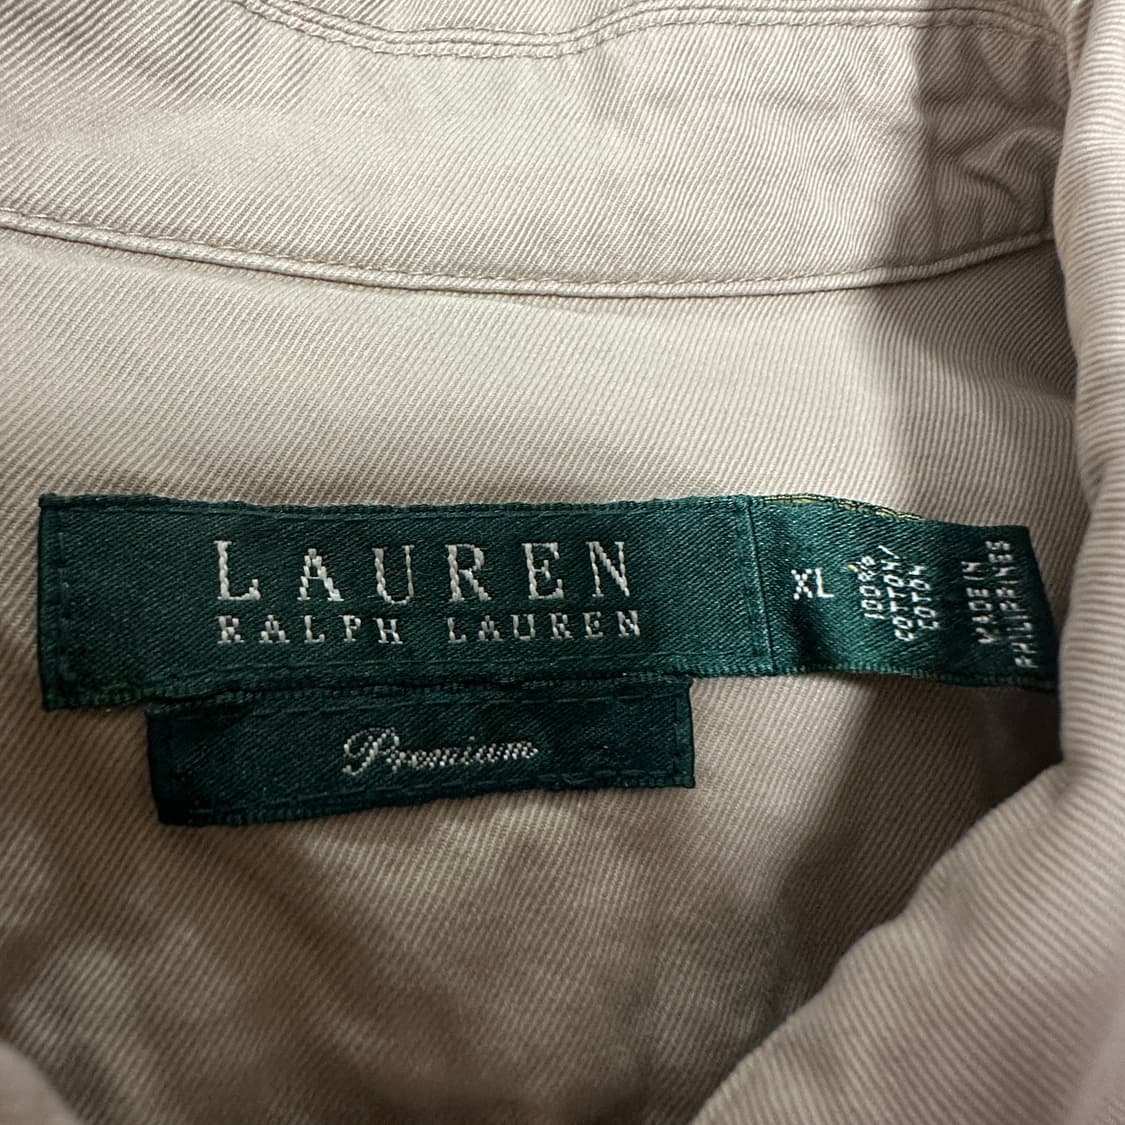 LAUREN
RALPH LAUREN
Premium
XL
100%
COTTON/
COTON
MADE IN
PHILIPPINES